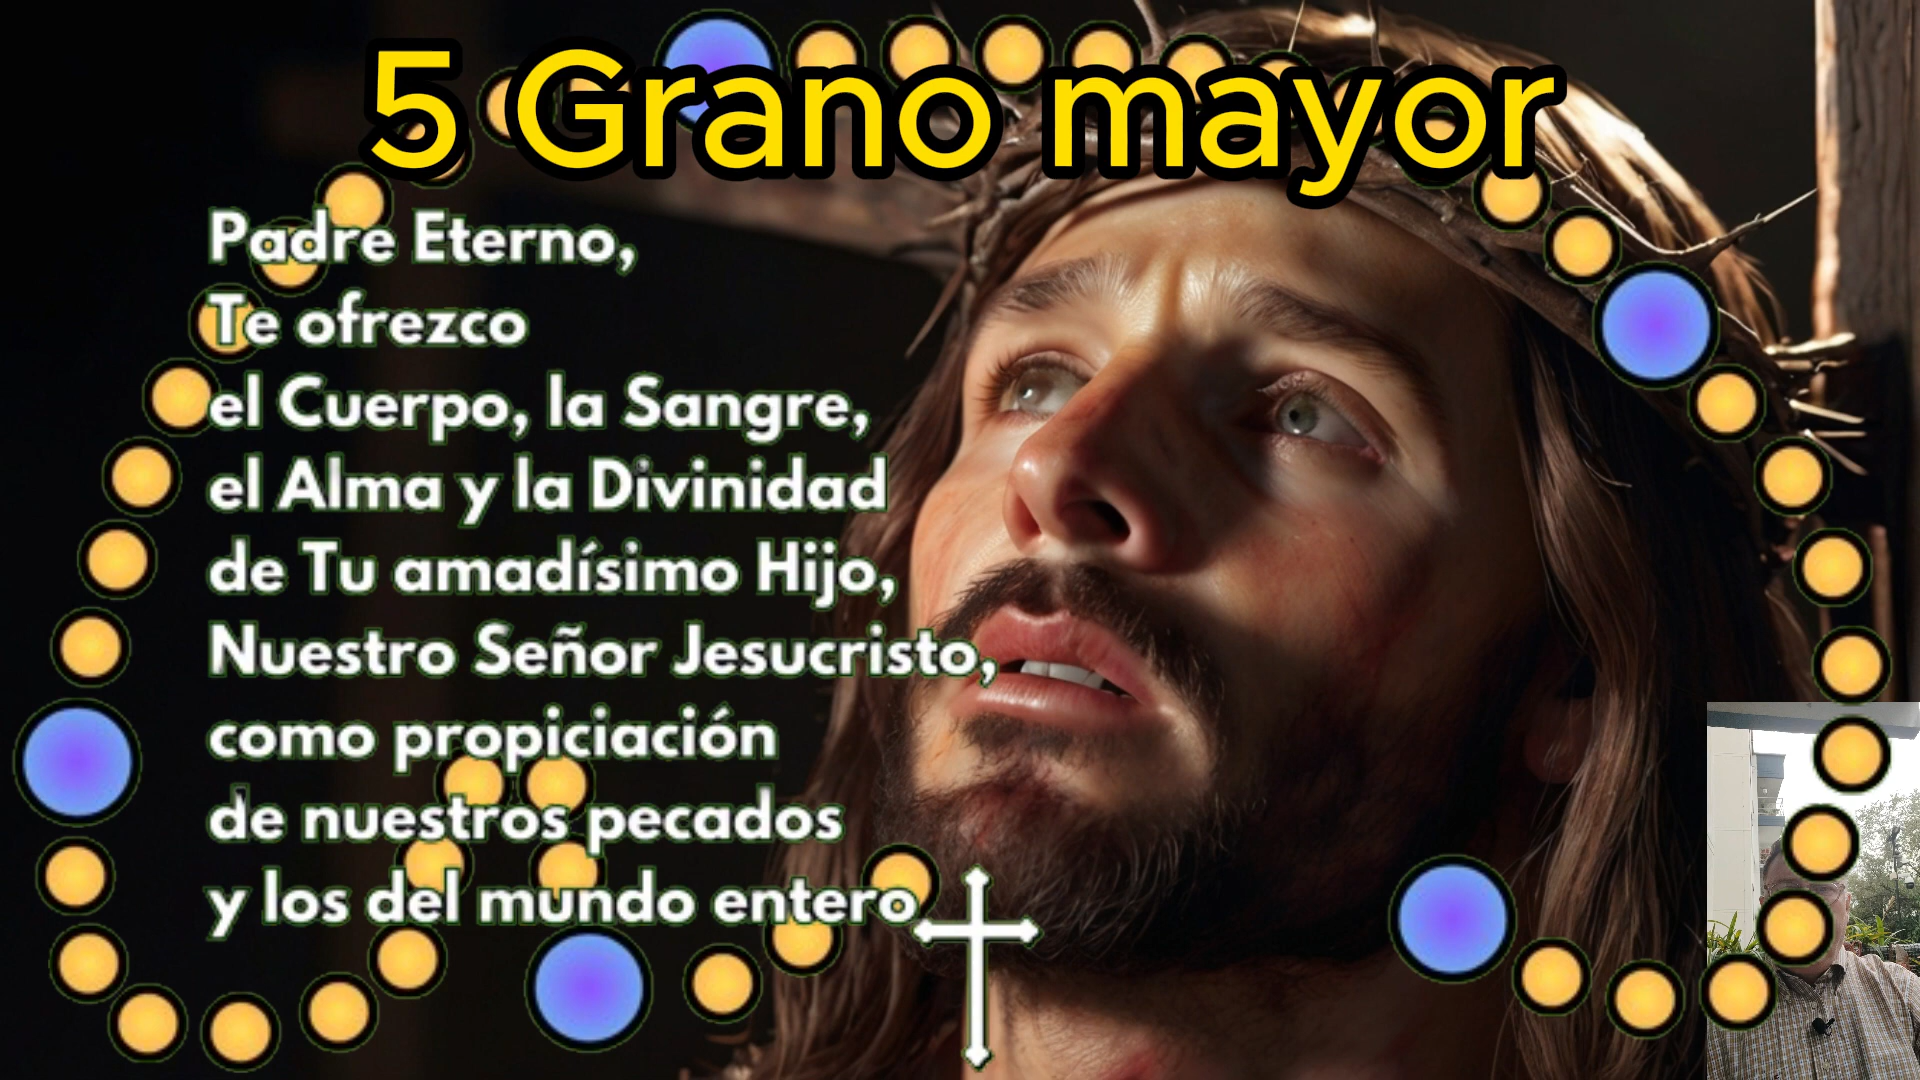 5 Grano mayor
Padre Eterno,
Te ofrezco
el Cuerpo, la Sangre,
el Alma y la Divinidad
de Tu amadísimo Hijo,
Nuestro Señor Jesucristo,
como propiciación
de nuestros pecados
y los del mundo entero